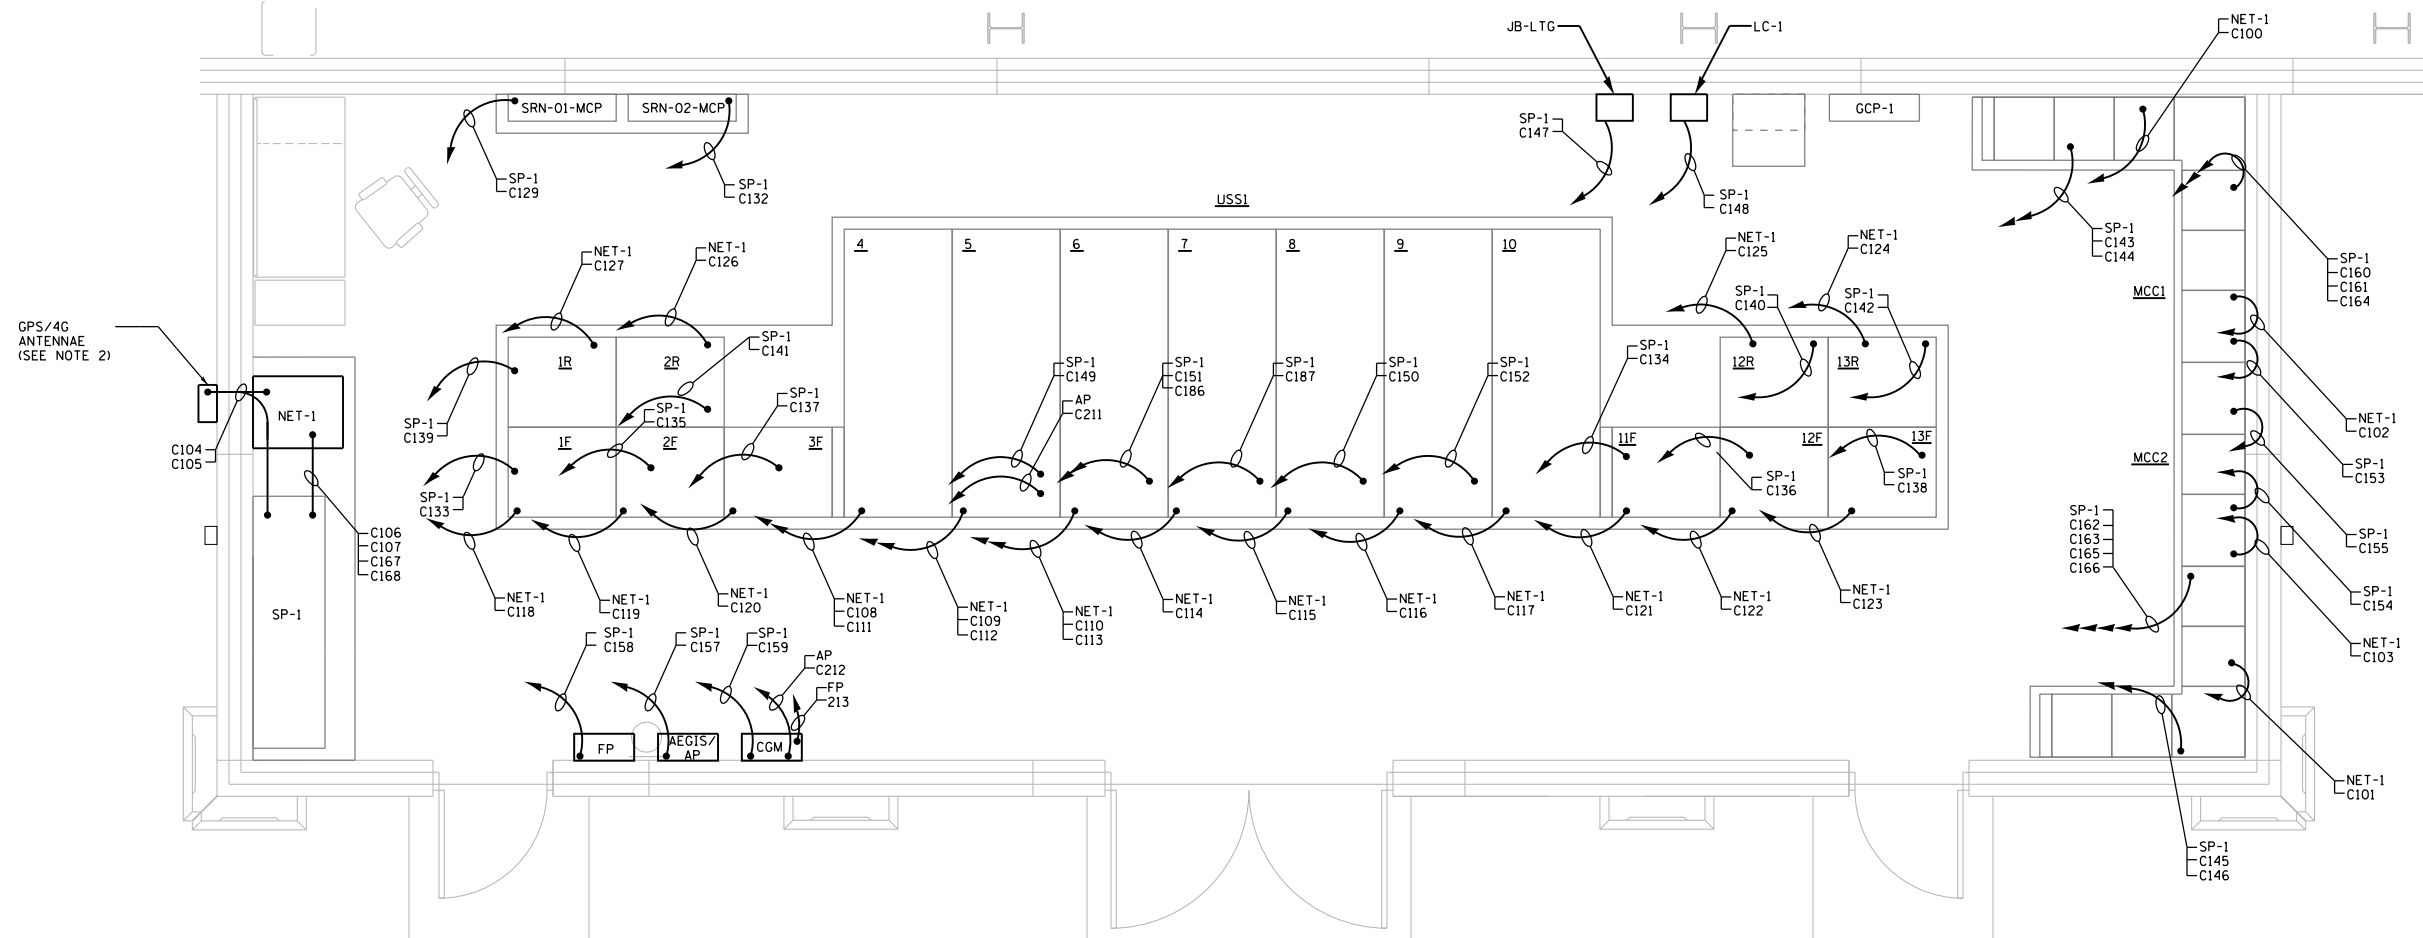 JB-LTG
LC-1
NET-1
C100
SRN-01-MCP
SRN-02-MCP
GCP-1
SP-1
C147
SP-1
C129
SP-1
C132
SP-1
C148
USS1
SP-1
C143
C144
4
5
6
7
8
9
10
NET-1
C127
NET-1
C126
NET-1
C125
NET-1
C124
SP-1
C160
C161
C164
MCC1
SP-1
C140
SP-1
C142
GPS/4G
ANTENNAE
(SEE NOTE 2)
SP-1
C141
1R
2R
12R
13R
SP-1
C134
SP-1
C149
SP-1
C151
C186
SP-1
C187
SP-1
C150
SP-1
C152
AP
C211
SP-1
C137
SP-1
C135
NET-1
SP-1
C139
NET-1
C102
C104
C105
1F
2F
3F
11F
12F
13F
MCC2
SP-1
C153
SP-1
C133
SP-1
C136
SP-1
C138
SP-1
C162
C163
C165
C166
SP-1
C155
C106
C107
C167
C168
SP-1
NET-1
C118
NET-1
C119
NET-1
C120
NET-1
C108
C111
NET-1
C109
C112
NET-1
C110
C113
NET-1
C114
NET-1
C115
NET-1
C116
NET-1
C117
NET-1
C121
NET-1
C122
NET-1
C123
SP-1
C154
SP-1
C158
SP-1
C157
SP-1
C159
AP
C212
FP
213
NET-1
C103
FP
AEGIS/
AP
CGM
NET-1
C101
SP-1
C145
C146